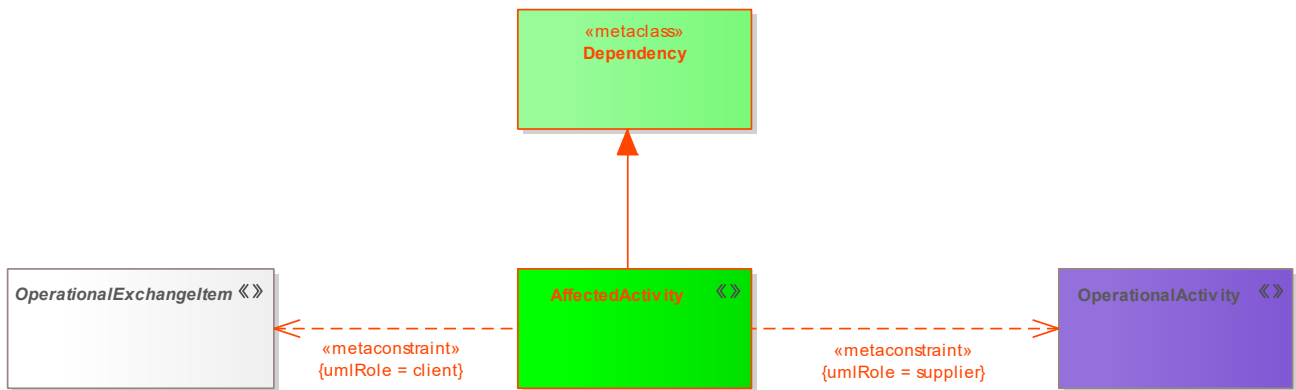 «metaclass»
Dependency
OperationalExchangeItem «»
AffectedActivity «»
OperationalActivity «»
«metaconstraint»
{umlRole = client}
«metaconstraint»
{umlRole = supplier}